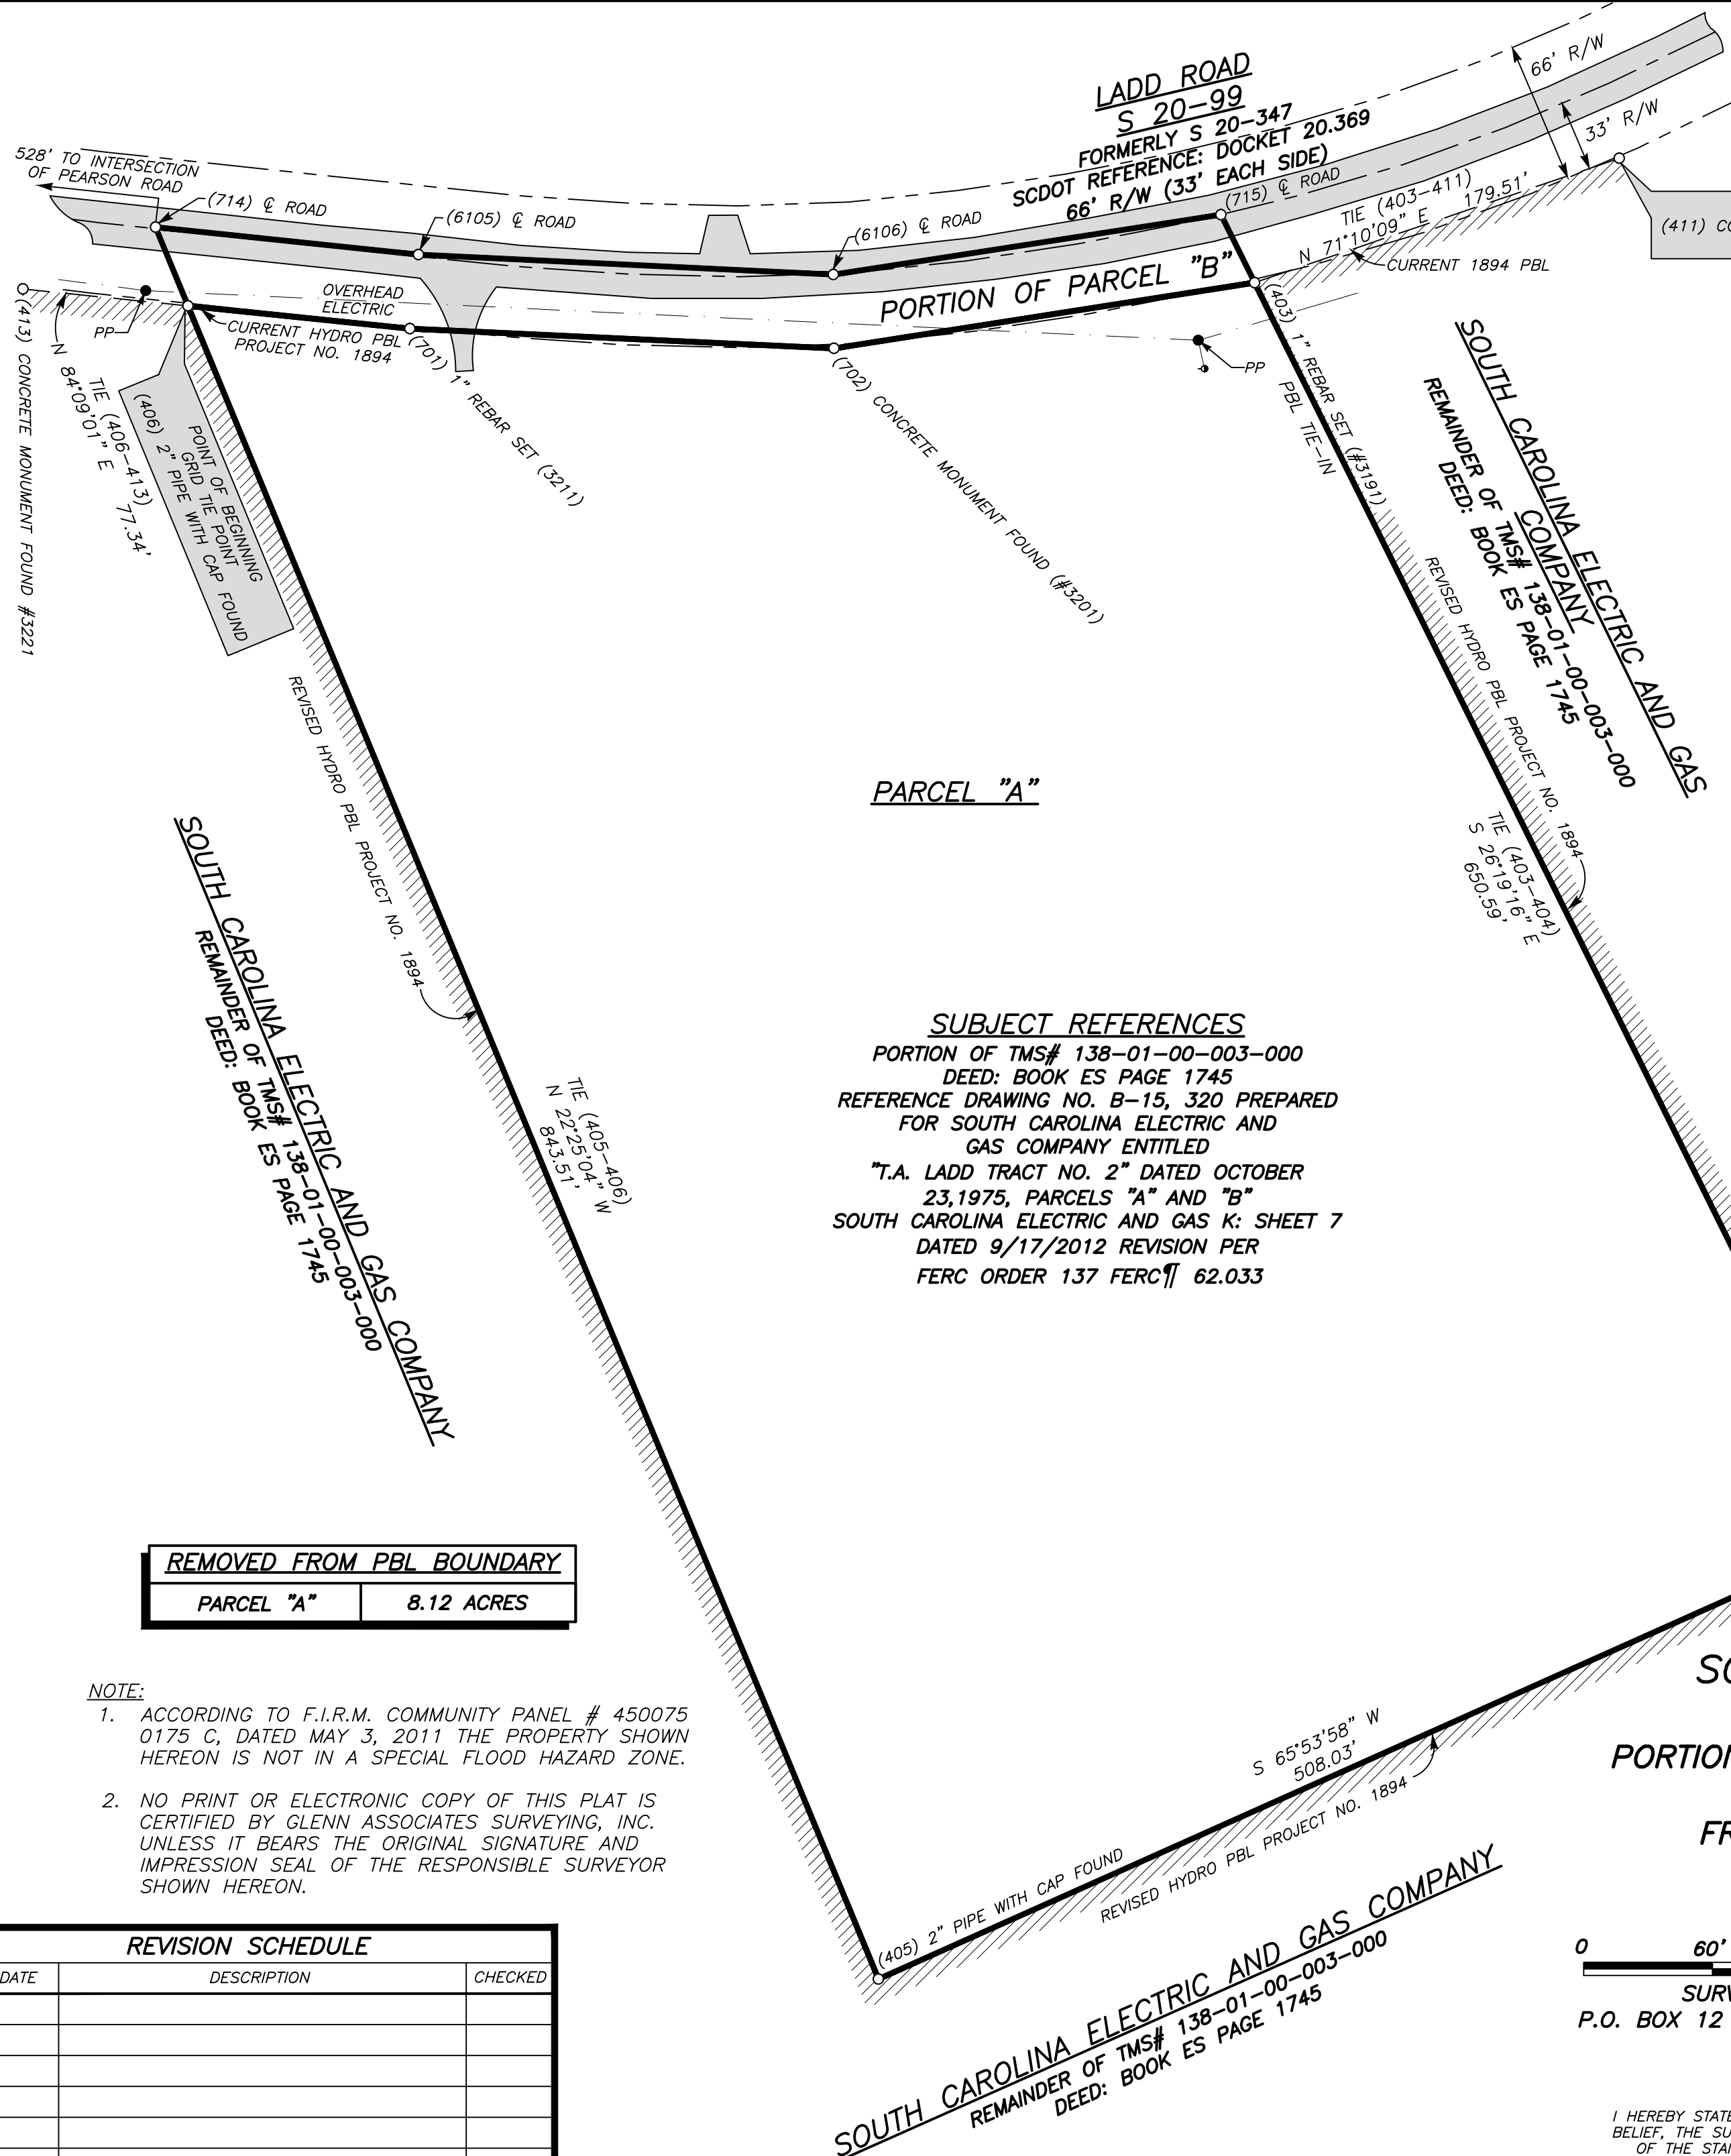 LADD ROAD
S 20-99
FORMERLY S 20-347
SCDOT REFERENCE: DOCKET 20.369
66' R/W (33' EACH SIDE)
66' R/W
33' R/W
528' TO INTERSECTION
OF PEARSON ROAD
(714) ℄ ROAD
(6105) ℄ ROAD
(6106) ℄ ROAD
(715) ℄ ROAD
TIE (403-411)
N 71°10'09" E 179.51'
CURRENT 1894 PBL
PORTION OF PARCEL "B"
OVERHEAD
ELECTRIC
CURRENT HYDRO PBL
PROJECT NO. 1894
PP
PP
(413) CONCRETE MONUMENT FOUND #3221
TIE (406-413)
N 84°09'01" E 77.34'
POINT OF BEGINNING
GRID TIE POINT
(406) 2" PIPE WITH CAP FOUND
(701) 1" REBAR SET (3211)
(702) CONCRETE MONUMENT FOUND (#3201)
(403) 1" REBAR SET (#3191)
PBL TIE-IN
SOUTH CAROLINA ELECTRIC AND GAS
COMPANY
REMAINDER OF TMS# 138-01-00-003-000
DEED: BOOK ES PAGE 1745
REVISED HYDRO PBL PROJECT NO. 1894
TIE (403-404)
S 26°19'16" E
650.59'
REVISED HYDRO PBL PROJECT NO. 1894
SOUTH CAROLINA ELECTRIC AND GAS COMPANY
REMAINDER OF TMS# 138-01-00-003-000
DEED: BOOK ES PAGE 1745
TIE (405-406)
N 22°25'04" W
843.51'
PARCEL "A"
SUBJECT REFERENCES
PORTION OF TMS# 138-01-00-003-000
DEED: BOOK ES PAGE 1745
REFERENCE DRAWING NO. B-15, 320 PREPARED
FOR SOUTH CAROLINA ELECTRIC AND
GAS COMPANY ENTITLED
"T.A. LADD TRACT NO. 2" DATED OCTOBER
23,1975, PARCELS "A" AND "B"
SOUTH CAROLINA ELECTRIC AND GAS K: SHEET 7
DATED 9/17/2012 REVISION PER
FERC ORDER 137 FERC¶ 62.033
REMOVED FROM PBL BOUNDARY
PARCEL "A" 8.12 ACRES
NOTE:
1. ACCORDING TO F.I.R.M. COMMUNITY PANEL # 450075
0175 C, DATED MAY 3, 2011 THE PROPERTY SHOWN
HEREON IS NOT IN A SPECIAL FLOOD HAZARD ZONE.
2. NO PRINT OR ELECTRONIC COPY OF THIS PLAT IS
CERTIFIED BY GLENN ASSOCIATES SURVEYING, INC.
UNLESS IT BEARS THE ORIGINAL SIGNATURE AND
IMPRESSION SEAL OF THE RESPONSIBLE SURVEYOR
SHOWN HEREON.
REVISION SCHEDULE
DATE DESCRIPTION CHECKED
S 65°53'58" W
508.03'
REVISED HYDRO PBL PROJECT NO. 1894
(405) 2" PIPE WITH CAP FOUND
SOUTH CAROLINA ELECTRIC AND GAS COMPANY
REMAINDER OF TMS# 138-01-00-003-000
DEED: BOOK ES PAGE 1745
PORTION
0 60'
P.O. BOX 12
I HEREBY STATE
BELIEF, THE SU
OF THE STA
(411) CO